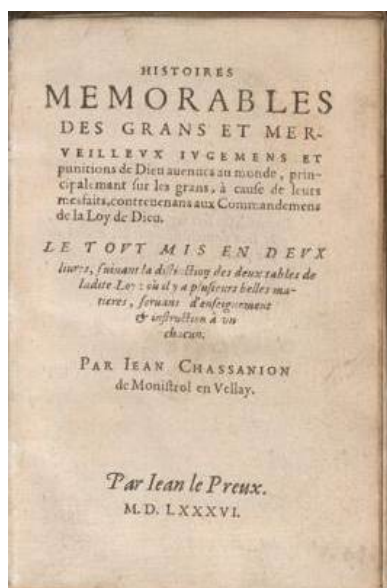 HISTOIRES
MEMORABLES
DES GRANS ET MER-
VEILLEVX IVGEMENS ET
punitions de Dieu auenues au monde, prin-
cipalemant sur les grans, à cause de leurs
mesfaits, contreuenans aux Commandemens
de la Loy de Dieu.
LE TOVT MIS EN DEVX
liures, suiuant la distinction des deux tables de
ladite Loy: où il y a plusieurs belles ma-
tieres, seruans d'enseignement
& instruction à vn
chacun.
PAR IEAN CHASSANION
de Monistrol en Vellay.
Par Iean le Preux.
M. D. LXXXVI.